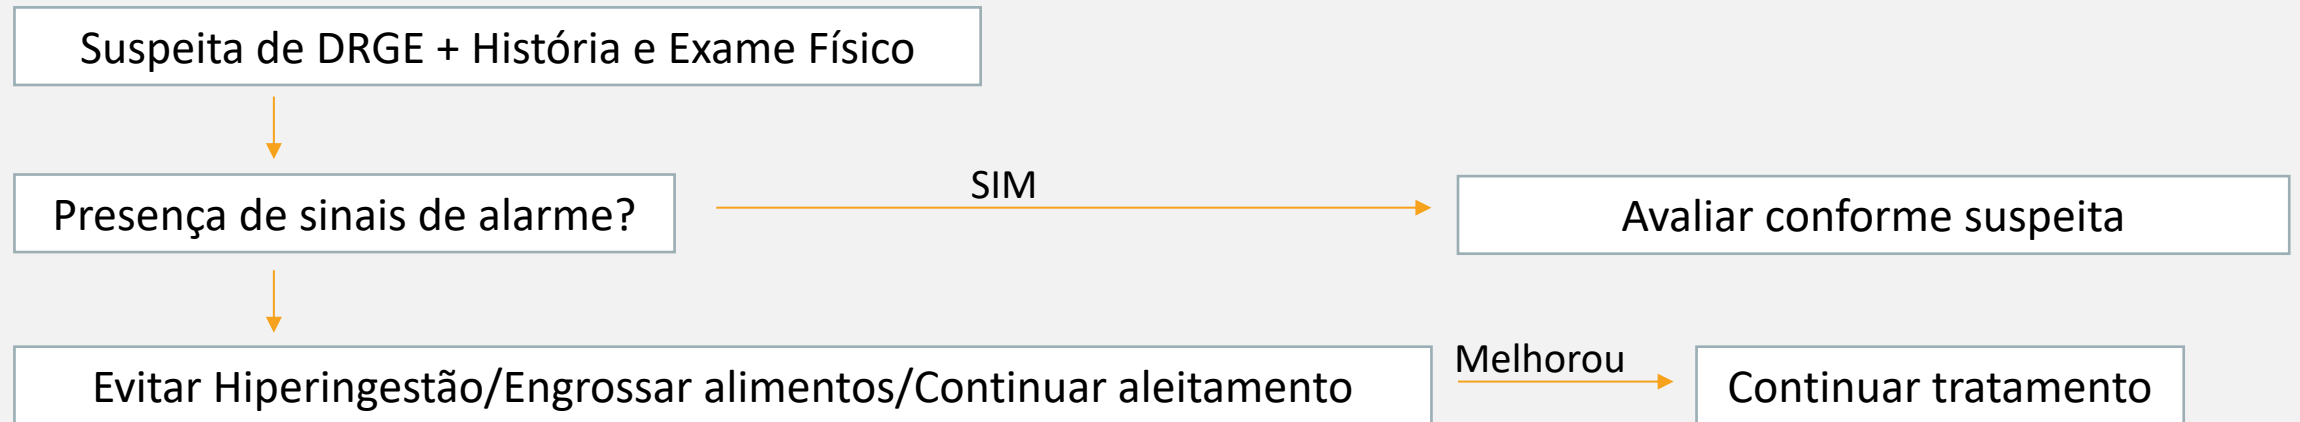 Suspeita de DRGE + História e Exame Físico
SIM
Presença de sinais de alarme?
Avaliar conforme suspeita
Evitar Hiperingestão/Engrossar alimentos/Continuar aleitamento
Melhorou
Continuar tratamento